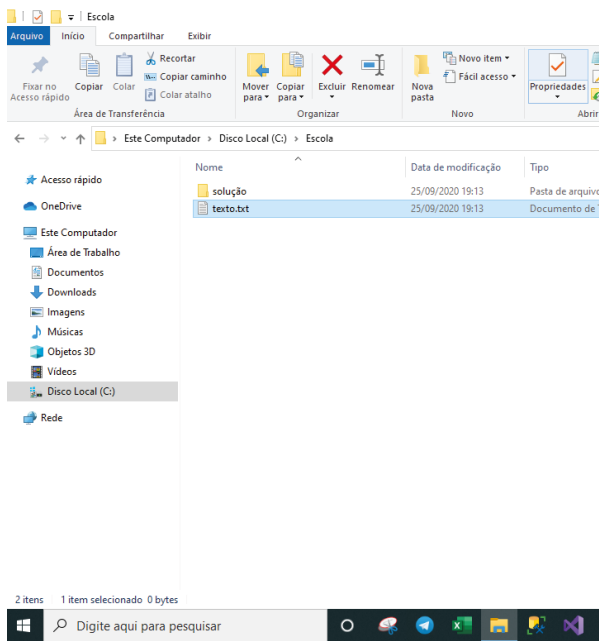 Escola
Arquivo Início Compartilhar Exibir
Fixar no Acesso rápido
Copiar
Colar
Recortar
Copiar caminho
Colar atalho
Área de Transferência
Mover para
Copiar para
Excluir
Renomear
Organizar
Nova pasta
Novo item
Fácil acesso
Novo
Propriedades
Abrir
Este Computador › Disco Local (C:) › Escola
Nome Data de modificação Tipo
solução 25/09/2020 19:13 Pasta de arquivo
texto.txt 25/09/2020 19:13 Documento de
Acesso rápido
OneDrive
Este Computador
Área de Trabalho
Documentos
Downloads
Imagens
Músicas
Objetos 3D
Vídeos
Disco Local (C:)
Rede
2 itens 1 item selecionado 0 bytes
Digite aqui para pesquisar